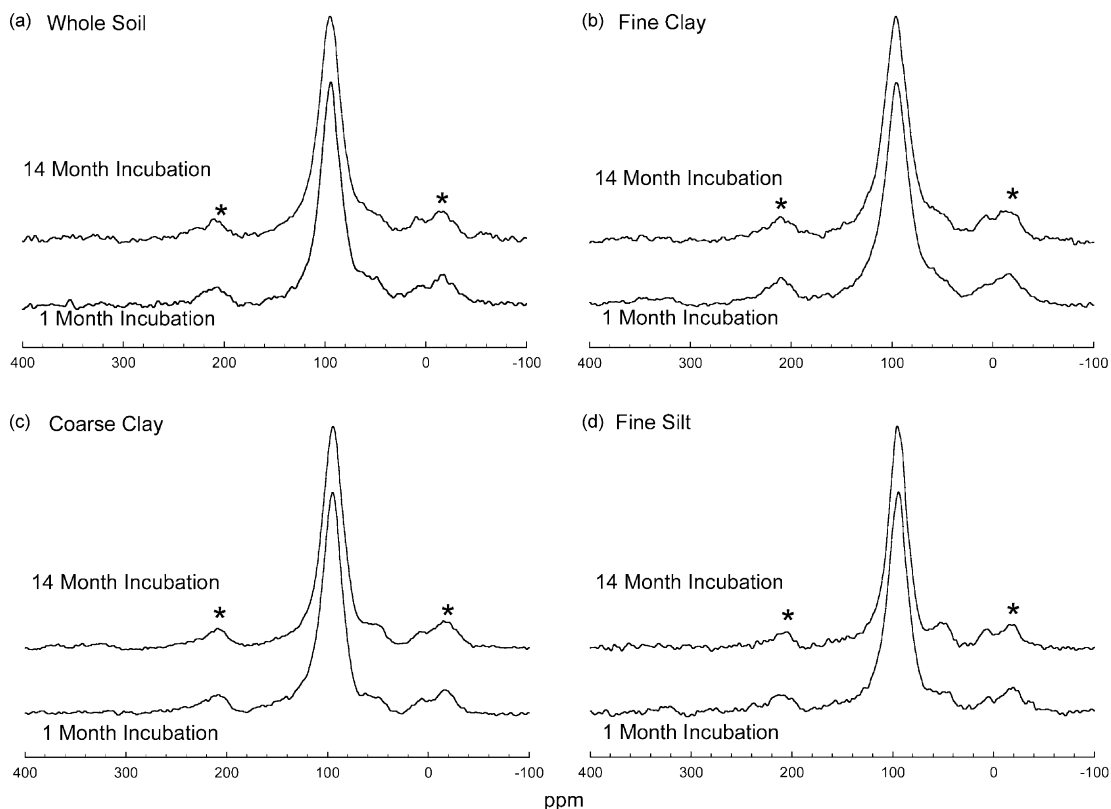 (a) Whole Soil
14 Month Incubation
*
*
1 Month Incubation
400 300 200 100 0 -100
(b) Fine Clay
14 Month Incubation
*
*
1 Month Incubation
400 300 200 100 0 -100
(c) Coarse Clay
14 Month Incubation
*
*
1 Month Incubation
400 300 200 100 0 -100
(d) Fine Silt
14 Month Incubation
*
*
1 Month Incubation
400 300 200 100 0 -100
ppm